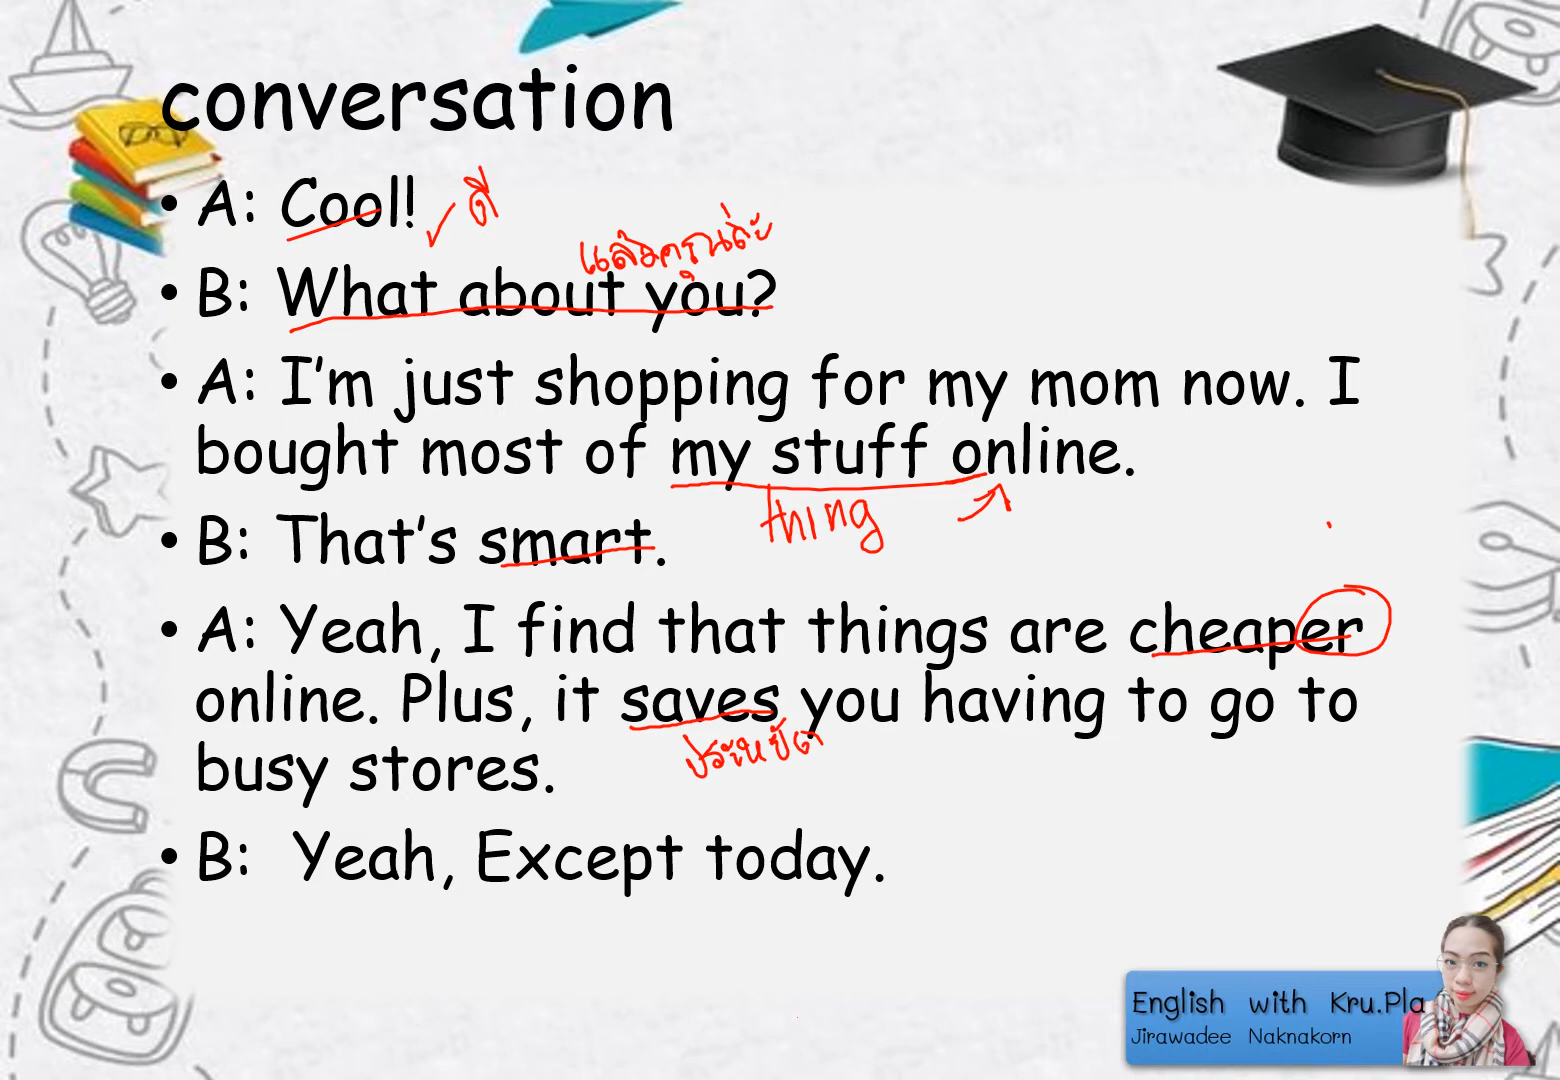 conversation
• A: Cool!
ดี
แล้วคุณล่ะ
• B: What about you?
• A: I'm just shopping for my mom now. I
bought most of my stuff online.
thing
• B: That's smart.
• A: Yeah, I find that things are cheaper
online. Plus, it saves you having to go to
ประหยัด
busy stores.
• B: Yeah, Except today.
English with Kru.Pla
Jirawadee Naknakorn